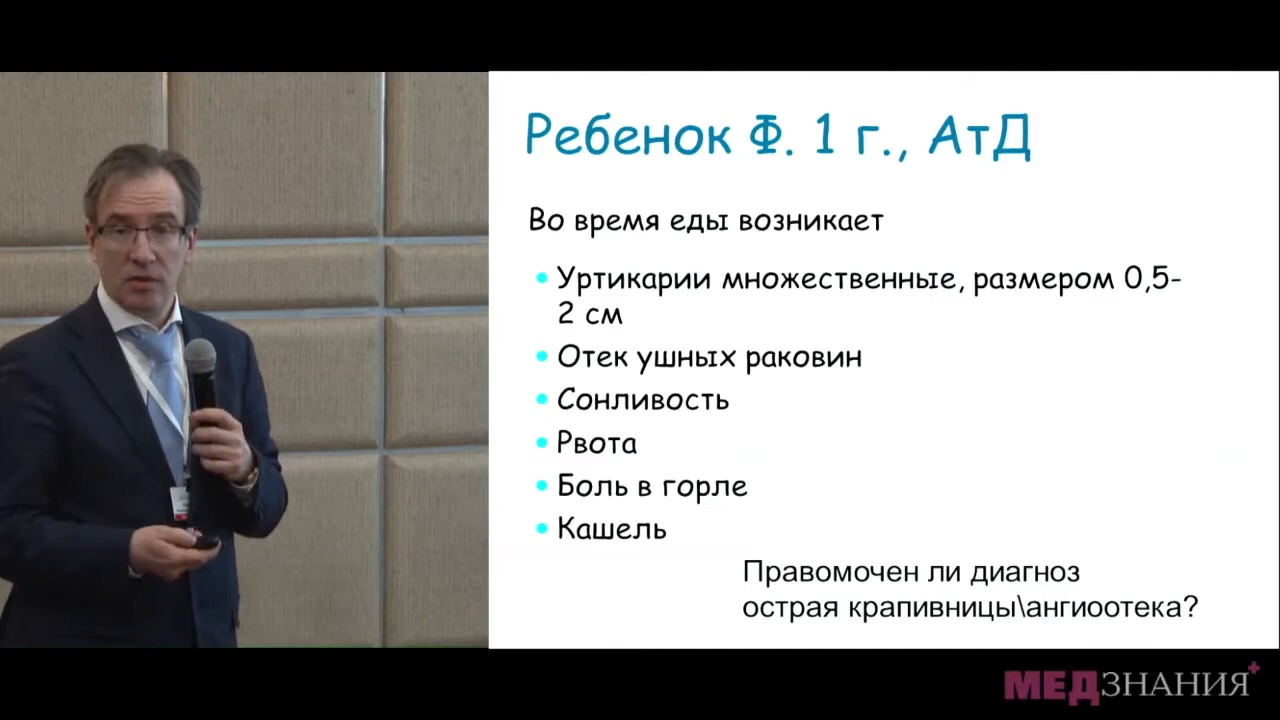 Ребенок Ф. 1 г., АтД
Во время еды возникает
• Уртикарии множественные, размером 0,5-
2 см
• Отек ушных раковин
• Сонливость
• Рвота
• Боль в горле
• Кашель
Правомочен ли диагноз
острая крапивницы\ангиоотека?
МЕДЗНАНИЯ+